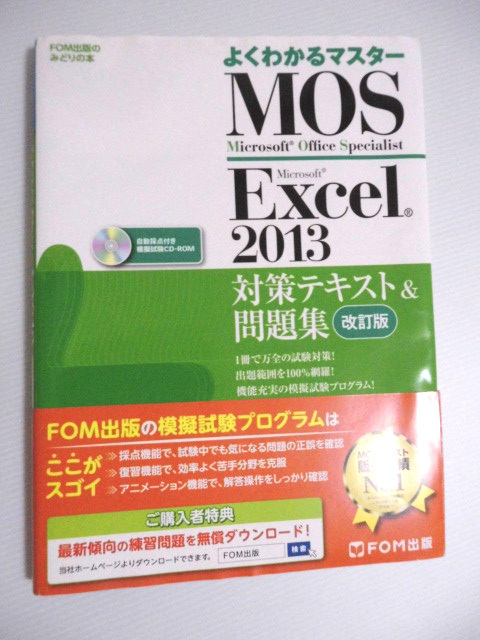 FOM出版の
みどりの本
よくわかるマスター
MOS
Microsoft® Office Specialist
Microsoft®
Excel®
2013
自動採点付き
模擬試験CD-ROM
対策テキスト&
問題集 改訂版
1冊で万全の試験対策!
出題範囲を100%網羅!
機能充実の模擬試験プログラム!
FOM出版の模擬試験プログラムは
ここが
スゴイ
採点機能で、試験中でも気になる問題の正誤を確認
復習機能で、効率よく苦手分野を克服
アニメーション機能で、解答操作をしっかり確認
No.1
ご購入者特典
最新傾向の練習問題を無償ダウンロード!
当社ホームページよりダウンロードできます。
FOM出版 検索
FOM出版